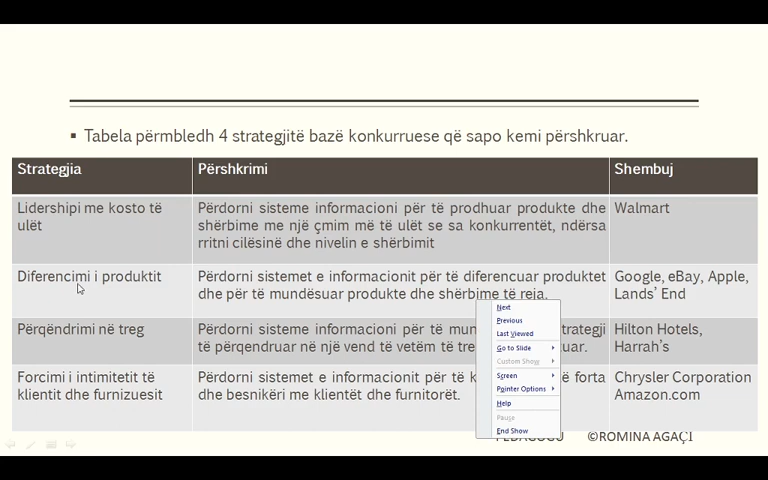 Tabela përmbledh 4 strategjitë bazë konkurruese që sapo kemi përshkruar.
Strategjia Përshkrimi Shembuj
Lidershipi me kosto të ulët
Përdorni sisteme informacioni për të prodhuar produkte dhe
shërbime me një çmim më të ulët se sa konkurrentët, ndërsa
rritni cilësinë dhe nivelin e shërbimit
Walmart
Diferencimi i produktit
Përdorni sistemet e informacionit për të diferencuar produktet
dhe për të mundësuar produkte dhe shërbime të reja.
Google, eBay, Apple,
Lands' End
Përqëndrimi në treg
Përdorni sisteme informacioni për të
të përqendruar në një vend të vetëm të
Hilton Hotels,
Harrah's
Forcimi i intimitetit të
klientit dhe furnizuesit
Përdorni sistemet e informacionit për të forta
dhe besnikëri me klientët dhe furnitorët.
Chrysler Corporation
Amazon.com
Next
Previous
Last Viewed
Go to Slide
Custom Show
Screen
Pointer Options
Help
Pause
End Show
©ROMINA AGAÇI